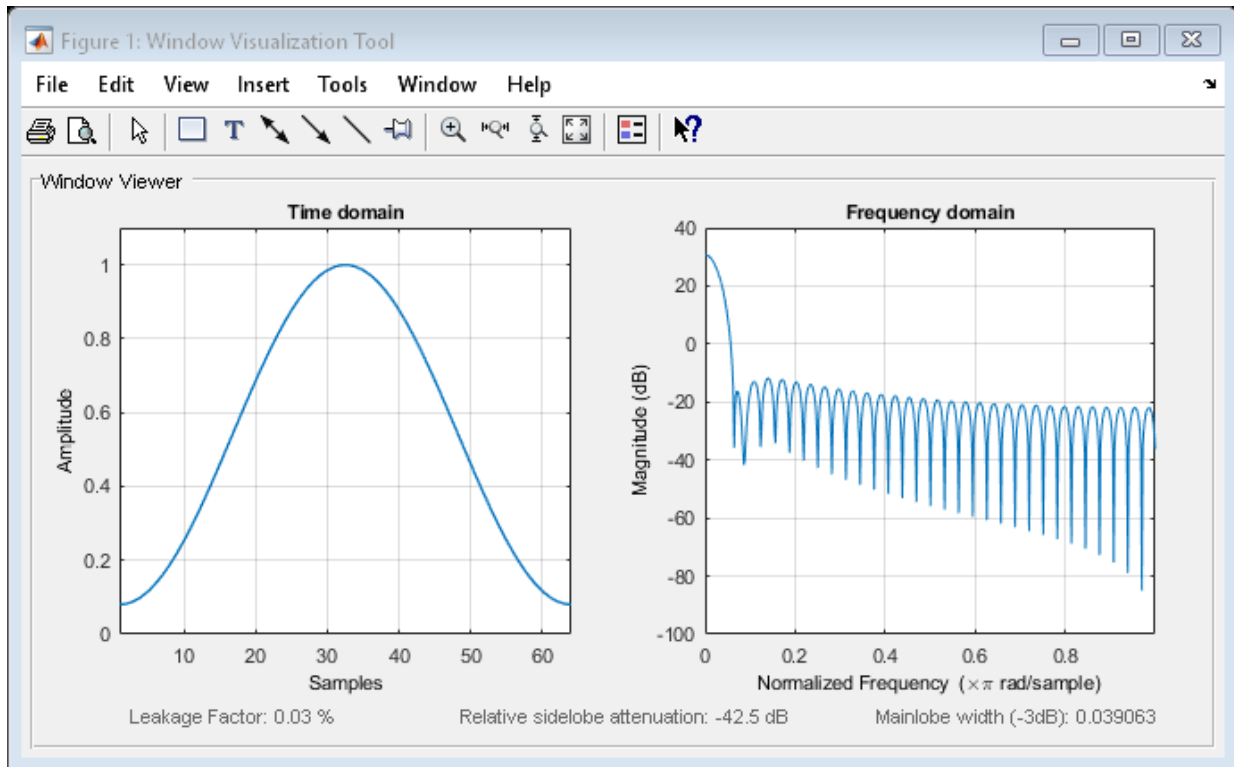 Figure 1: Window Visualization Tool
File Edit View Insert Tools Window Help
T
?
Window Viewer
Time domain
1
0.8
0.6
0.4
0.2
0
Amplitude
10 20 30 40 50 60
Samples
Frequency domain
40
20
0
-20
-40
-60
-80
-100
Magnitude (dB)
0 0.2 0.4 0.6 0.8
Normalized Frequency (×π rad/sample)
Leakage Factor: 0.03 % Relative sidelobe attenuation: -42.5 dB Mainlobe width (-3dB): 0.039063